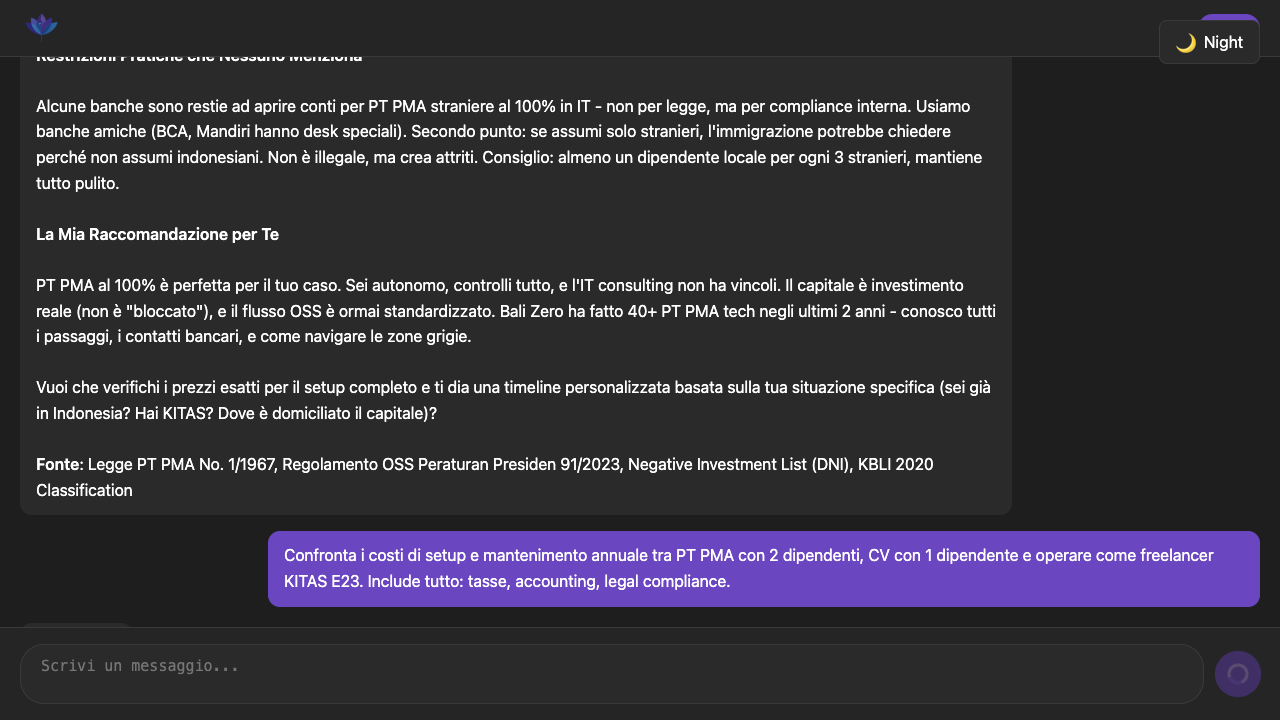 🌙 Night
Restrizioni Pratiche che Nessuno Menziona
Alcune banche sono restie ad aprire conti per PT PMA straniere al 100% in IT - non per legge, ma per compliance interna. Usiamo
banche amiche (BCA, Mandiri hanno desk speciali). Secondo punto: se assumi solo stranieri, l'immigrazione potrebbe chiedere
perché non assumi indonesiani. Non è illegale, ma crea attriti. Consiglio: almeno un dipendente locale per ogni 3 stranieri, mantiene
tutto pulito.
La Mia Raccomandazione per Te
PT PMA al 100% è perfetta per il tuo caso. Sei autonomo, controlli tutto, e l'IT consulting non ha vincoli. Il capitale è investimento
reale (non è "bloccato"), e il flusso OSS è ormai standardizzato. Bali Zero ha fatto 40+ PT PMA tech negli ultimi 2 anni - conosco tutti
i passaggi, i contatti bancari, e come navigare le zone grigie.
Vuoi che verifichi i prezzi esatti per il setup completo e ti dia una timeline personalizzata basata sulla tua situazione specifica (sei già
in Indonesia? Hai KITAS? Dove è domiciliato il capitale)?
Fonte: Legge PT PMA No. 1/1967, Regolamento OSS Peraturan Presiden 91/2023, Negative Investment List (DNI), KBLI 2020
Classification
Confronta i costi di setup e mantenimento annuale tra PT PMA con 2 dipendenti, CV con 1 dipendente e operare come freelancer
KITAS E23. Include tutto: tasse, accounting, legal compliance.
Scrivi un messaggio...